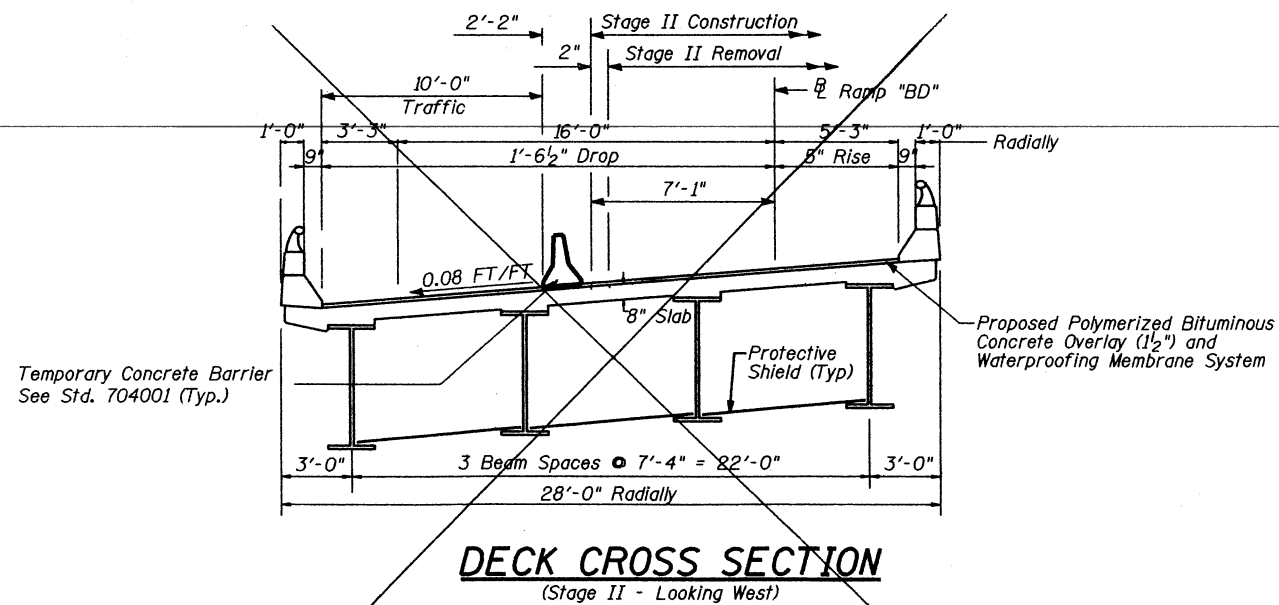 2'-2"
Stage II Construction
2"
Stage II Removal
10'-0"
Traffic
℄ Ramp "BD"
1'-0"
3'-3"
16'-0"
5'-3"
1'-0"
Radially
9"
1'-6½" Drop
5" Rise
9"
7'-1"
0.08 FT/FT
8" Slab
Proposed Polymerized Bituminous
Concrete Overlay (1½") and
Waterproofing Membrane System
Protective
Shield (Typ)
Temporary Concrete Barrier
See Std. 704001 (Typ.)
3'-0"
3 Beam Spaces @ 7'-4" = 22'-0"
3'-0"
28'-0" Radially
DECK CROSS SECTION
(Stage II - Looking West)